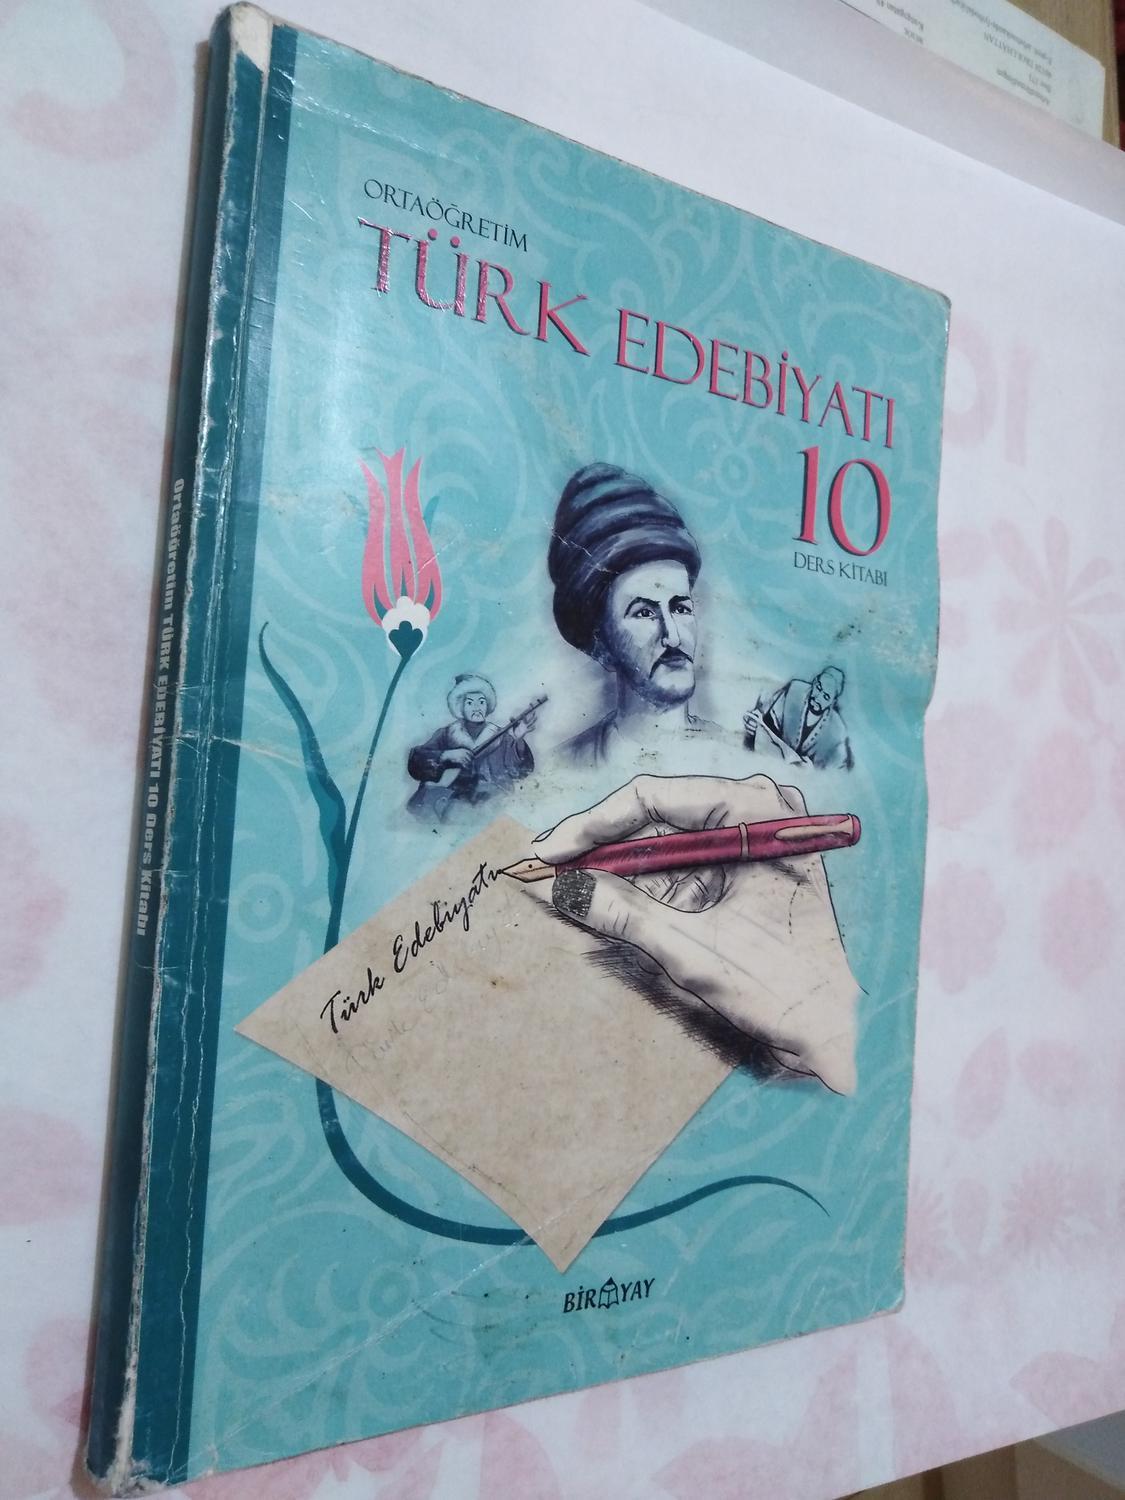 ORTAÖĞRETİM
TÜRK EDEBİYATI
10
DERS KİTABI
Türk Edebiyatı
BİRYAY
Ortaöğretim TÜRK EDEBİYATI 10 Ders Kitabı